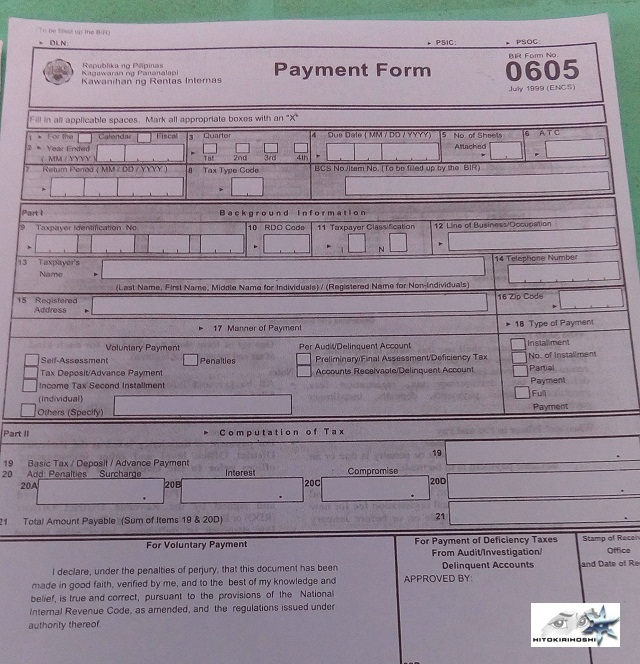 To be filled up the BIR)
DLN: PSIC: PSOC:
Republika ng Pilipinas
Kagawaran ng Pananalapi
Kawanihan ng Rentas Internas
Payment Form
BIR Form No.
0605
July 1999 (ENCS)
Fill in all applicable spaces. Mark all appropriate boxes with an "X"
1 For the Calendar Fiscal
2 Year Ended
( MM / YYYY )
3 Quarter
1st 2nd 3rd 4th
4 Due Date ( MM / DD / YYYY)
5 No. of Sheets
Attached
6 A T C
7 Return Period ( MM / DD / YYYY )
8 Tax Type Code
BCS No./Item No. (To be filled up by the BIR)
Part I Background Information
9 Taxpayer Identification No.
10 RDO Code
11 Taxpayer Classification
I N
12 Line of Business/Occupation
13 Taxpayer's
Name
(Last Name, First Name, Middle Name for Individuals) / (Registered Name for Non-Individuals)
14 Telephone Number
15 Registered
Address
16 Zip Code
17 Manner of Payment
18 Type of Payment
Voluntary Payment
Self-Assessment Penalties
Tax Deposit/Advance Payment
Income Tax Second Installment
(Individual)
Others (Specify)
Per Audit/Delinquent Account
Preliminary/Final Assessment/Deficiency Tax
Accounts Receivable/Delinquent Account
Installment
No. of Installment
Partial
Payment
Full
Payment
Part II Computation of Tax
19 Basic Tax / Deposit / Advance Payment 19
20 Add: Penalties Surcharge Interest Compromise
20A 20B 20C 20D
21 Total Amount Payable (Sum of Items 19 & 20D) 21
For Voluntary Payment
I declare, under the penalties of perjury, that this document has been
made in good faith, verified by me, and to the best of my knowledge and
belief, is true and correct, pursuant to the provisions of the National
Internal Revenue Code, as amended, and the regulations issued under
authority thereof.
For Payment of Deficiency Taxes
From Audit/Investigation/
Delinquent Accounts
APPROVED BY:
Stamp of Receiv
Office
and Date of Re
HITOKIRIHOSHI